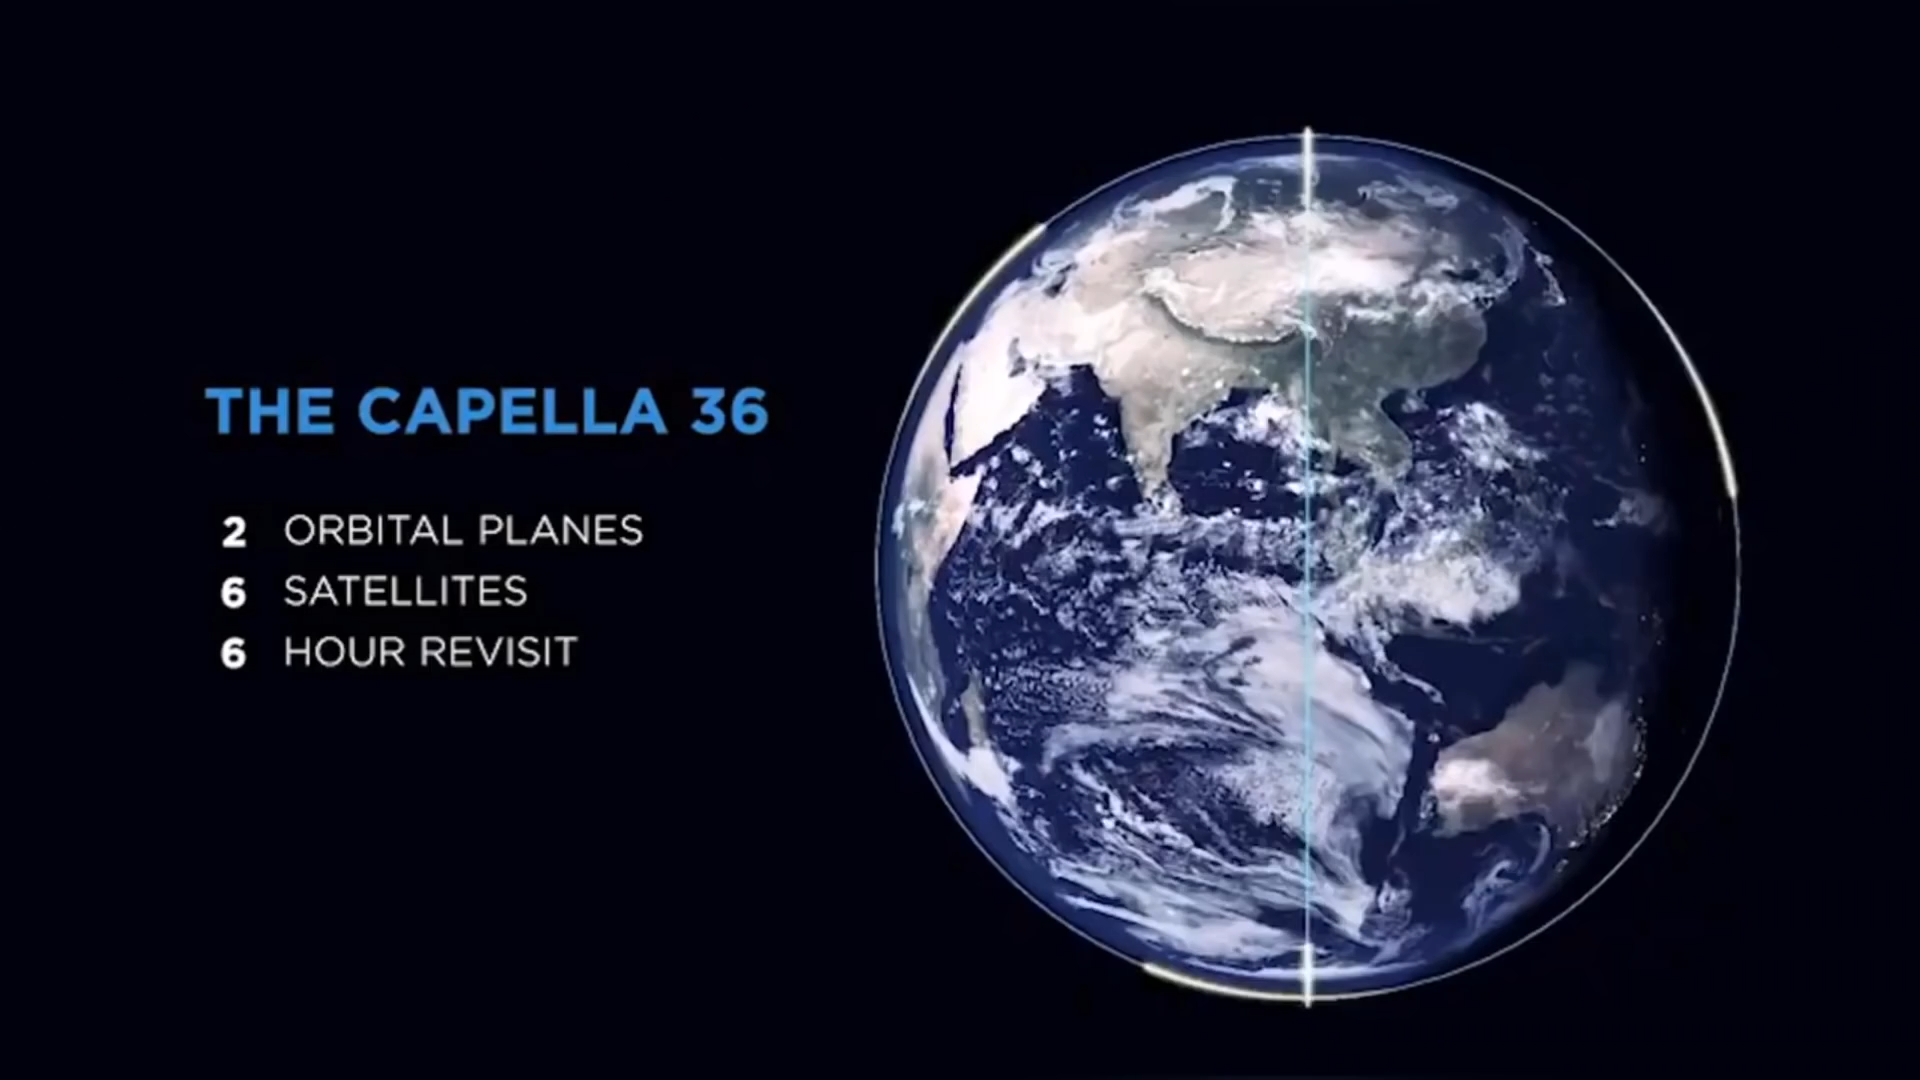 THE CAPELLA 36
2 ORBITAL PLANES
6 SATELLITES
6 HOUR REVISIT